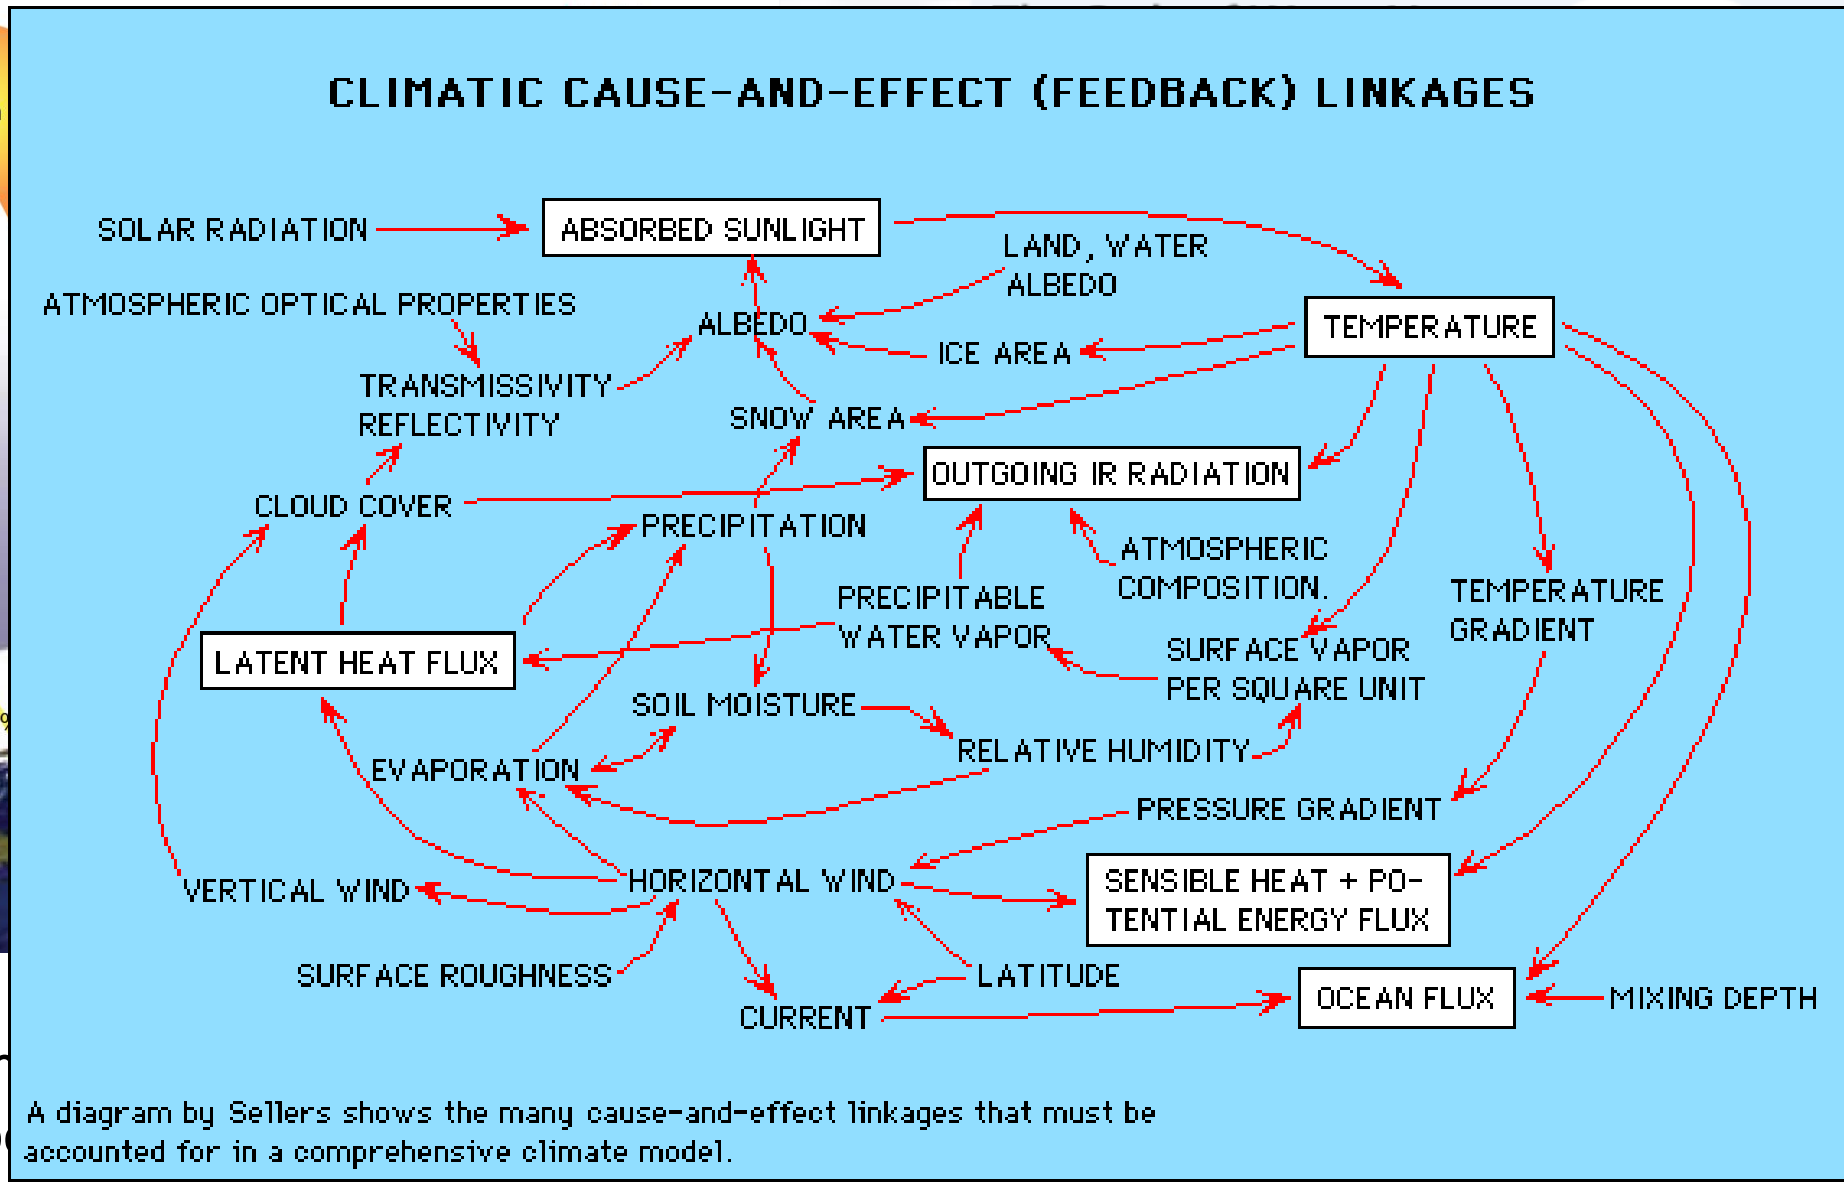 CLIMATIC CAUSE-AND-EFFECT (FEEDBACK) LINKAGES
SOLAR RADIATION
ABSORBED SUNLIGHT
LAND, WATER
ALBEDO
ATMOSPHERIC OPTICAL PROPERTIES
ALBEDO
TEMPERATURE
ICE AREA
TRANSMISSIVITY
REFLECTIVITY
SNOW AREA
OUTGOING IR RADIATION
CLOUD COVER
PRECIPITATION
ATMOSPHERIC
COMPOSITION.
PRECIPITABLE
WATER VAPOR
TEMPERATURE
GRADIENT
LATENT HEAT FLUX
SURFACE VAPOR
PER SQUARE UNIT
SOIL MOISTURE
RELATIVE HUMIDITY
EVAPORATION
PRESSURE GRADIENT
VERTICAL WIND
HORIZONTAL WIND
SENSIBLE HEAT + PO-
TENTIAL ENERGY FLUX
SURFACE ROUGHNESS
LATITUDE
CURRENT
OCEAN FLUX
MIXING DEPTH
A diagram by Sellers shows the many cause-and-effect linkages that must be
accounted for in a comprehensive climate model.